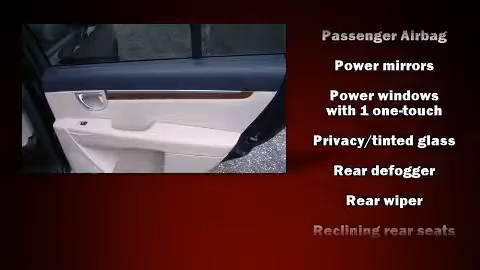 Passenger Airbag
Power mirrors
Power windows
with 1 one-touch
Privacy/tinted glass
Rear defogger
Rear wiper
Reclining rear seats